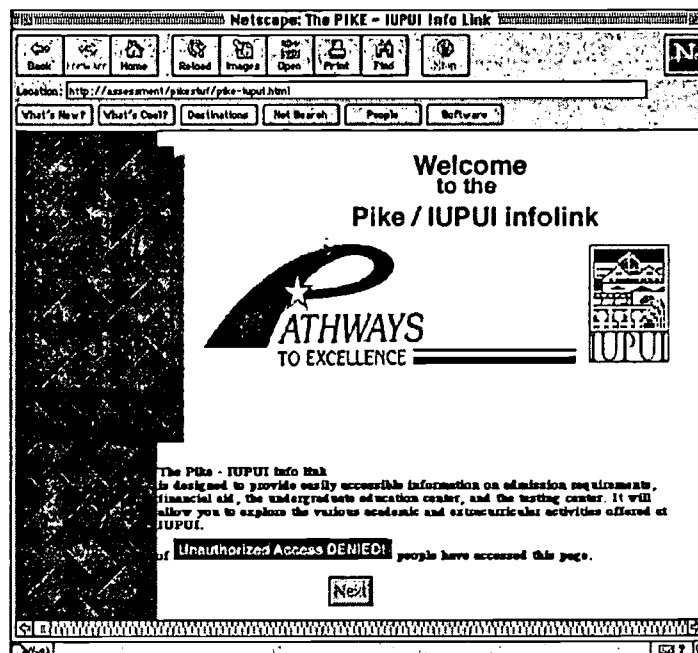 Netscape: The PIKE - IUPUI Info Link
Back Forward Home Reload Images Open Print Find Stop
N
Location: http://assessment/pikestuf/pike-iupui.html
What's New? What's Cool? Destinations Net Search People Software
Welcome
to the
Pike / IUPUI infolink
PATHWAYS
TO EXCELLENCE
IUPUI
The Pike - IUPUI Info link
is designed to provide easily accessible information on admission requirements,
financial aid, the undergraduate education center, and the testing center. It will
allow you to explore the various academic and extracurricular activities offered at
IUPUI.
of Unauthorized Access DENIED! people have accessed this page.
Next